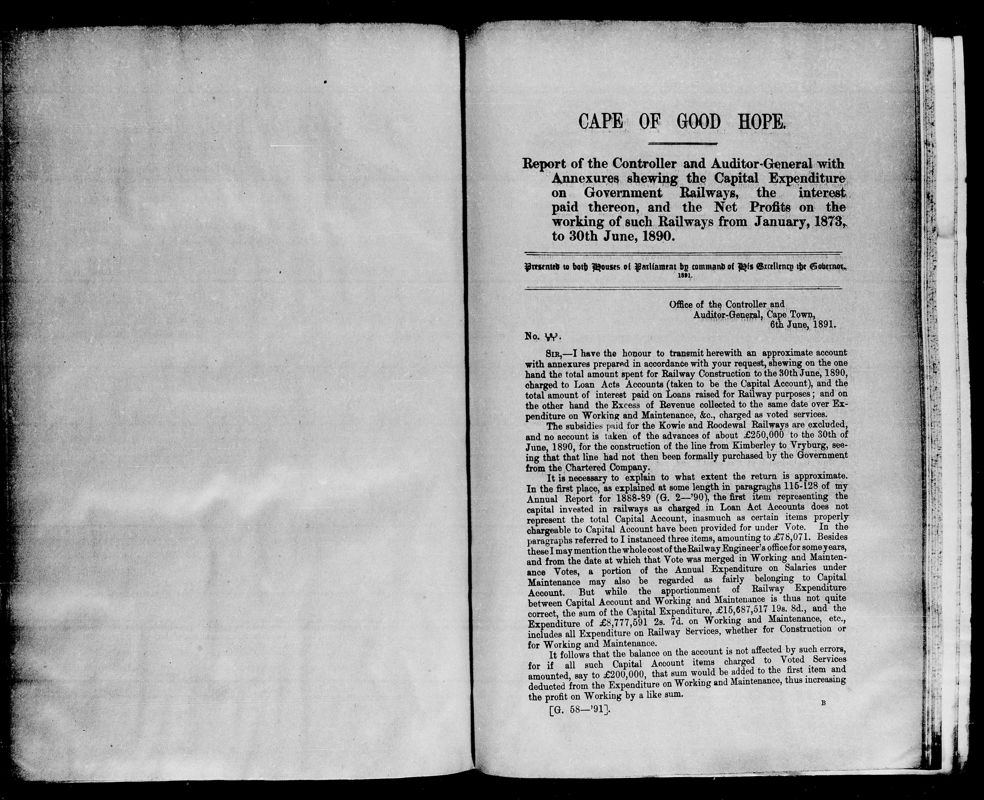 CAPE OF GOOD HOPE.
Report of the Controller and Auditor-General with
Annexures shewing the Capital Expenditure
on Government Railways, the interest
paid thereon, and the Net Profits on the
working of such Railways from January, 1873,
to 30th June, 1890.
Presented to both Houses of Parliament by command of His Excellency the Governor.
1891.
Office of the Controller and
Auditor-General, Cape Town,
6th June, 1891.
No.
SIR,—I have the honour to transmit herewith an approximate account
with annexures prepared in accordance with your request, shewing on the one
hand the total amount spent for Railway Construction to the 30th June, 1890,
charged to Loan Acts Accounts (taken to be the Capital Account), and the
total amount of interest paid on Loans raised for Railway purposes; and on
the other hand the Excess of Revenue collected to the same date over Ex-
penditure on Working and Maintenance, &c., charged as voted services.
The subsidies paid for the Kowie and Roodewal Railways are excluded,
and no account is taken of the advances of about £250,000 to the 30th of
June, 1890, for the construction of the line from Kimberley to Vryburg, see-
ing that that line had not then been formally purchased by the Government
from the Chartered Company.
It is necessary to explain to what extent the return is approximate.
In the first place, as explained at some length in paragraghs 115-128 of my
Annual Report for 1888-89 (G. 2—'90), the first item representing the
capital invested in railways as charged in Loan Act Accounts does not
represent the total Capital Account, inasmuch as certain items properly
chargeable to Capital Account have been provided for under Vote. In the
paragraphs referred to I instanced three items, amounting to £78,071. Besides
these I may mention the whole cost of the Railway Engineer's office for some years,
and from the date at which that Vote was merged in Working and Mainten-
ance Votes, a portion of the Annual Expenditure on Salaries under
Maintenance may also be regarded as fairly belonging to Capital
Account. But while the apportionment of Railway Expenditure
between Capital Account and Working and Maintenance is thus not quite
correct, the sum of the Capital Expenditure, £15,687,517 19s. 8d., and the
Expenditure of £8,777,591 2s. 7d. on Working and Maintenance, etc.,
includes all Expenditure on Railway Services, whether for Construction or
for Working and Maintenance.
It follows that the balance on the account is not affected by such errors,
for if all such Capital Account items charged to Voted Services
amounted, say to £200,000, that sum would be added to the first item and
deducted from the Expenditure on Working and Maintenance, thus increasing
the profit on Working by a like sum.
[G. 58—'91].
B